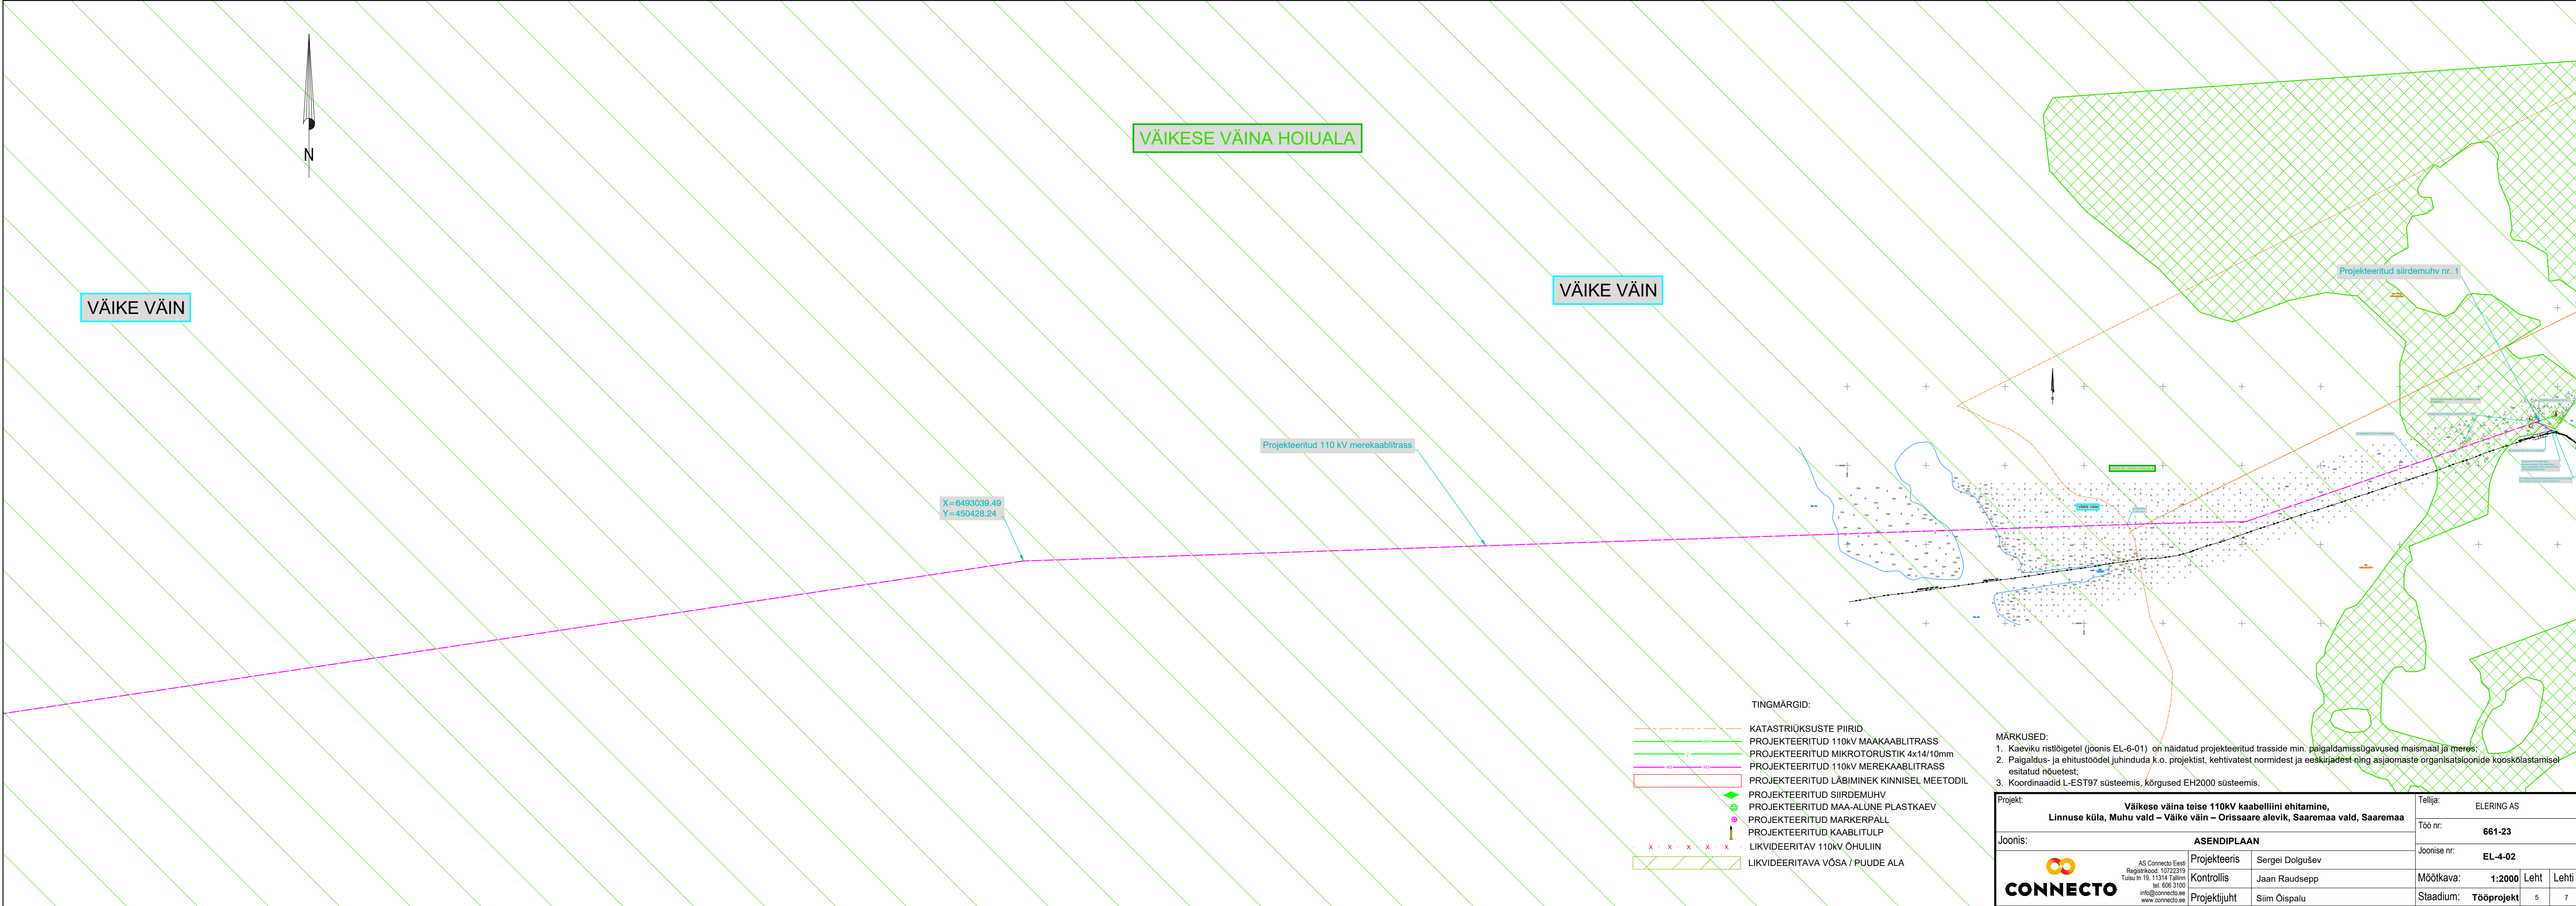 N
VÄIKESE VÄINA HOIUALA
VÄIKE VÄIN
VÄIKE VÄIN
Projekteeritud siirdemuhv nr. 1
Projekteeritud 110 kV merekaablitrass
X=6493039.49
Y=450428.24
VÄIKE VÄIN
TINGMÄRGID:
KATASTRIÜKSUSTE PIIRID
PROJEKTEERITUD 110kV MAAKAABLITRASS
PROJEKTEERITUD MIKROTORUSTIK 4x14/10mm
PROJEKTEERITUD 110kV MEREKAABLITRASS
PROJEKTEERITUD LÄBIMINEK KINNISEL MEETODIL
PROJEKTEERITUD SIIRDEMUHV
PROJEKTEERITUD MAA-ALUNE PLASTKAEV
PROJEKTEERITUD MARKERPALL
PROJEKTEERITUD KAABLITULP
X X X X X LIKVIDEERITAV 110kV ÕHULIIN
LIKVIDEERITAVA VÕSA / PUUDE ALA
MÄRKUSED:
1. Kaeviku ristlõigetel (joonis EL-6-01) on näidatud projekteeritud trasside min. paigaldamissügavused maismaal ja meres;
2. Paigaldus- ja ehitustöödel juhinduda k.o. projektist, kehtivatest normidest ja eeskirjadest ning asjaomaste organisatsioonide kooskõlastamisel
esitatud nõuetest;
3. Koordinaadid L-EST97 süsteemis, kõrgused EH2000 süsteemis.
Projekt:
Väikese väina teise 110kV kaabelliini ehitamine,
Linnuse küla, Muhu vald – Väike väin – Orissaare alevik, Saaremaa vald, Saaremaa
Tellija: ELERING AS
Töö nr: 661-23
Joonis: ASENDIPLAAN
Joonise nr: EL-4-02
CONNECTO
AS Connecto Eesti
Registrikood: 10722319
Tuisu tn 19, 11314 Tallinn
tel. 606 3100
info@connecto.ee
www.connecto.ee
Projekteeris Sergei Dolgušev
Kontrollis Jaan Raudsepp
Projektijuht Siim Õispalu
Mõõtkava: 1:2000 Leht Lehti
Staadium: Tööprojekt 5 7